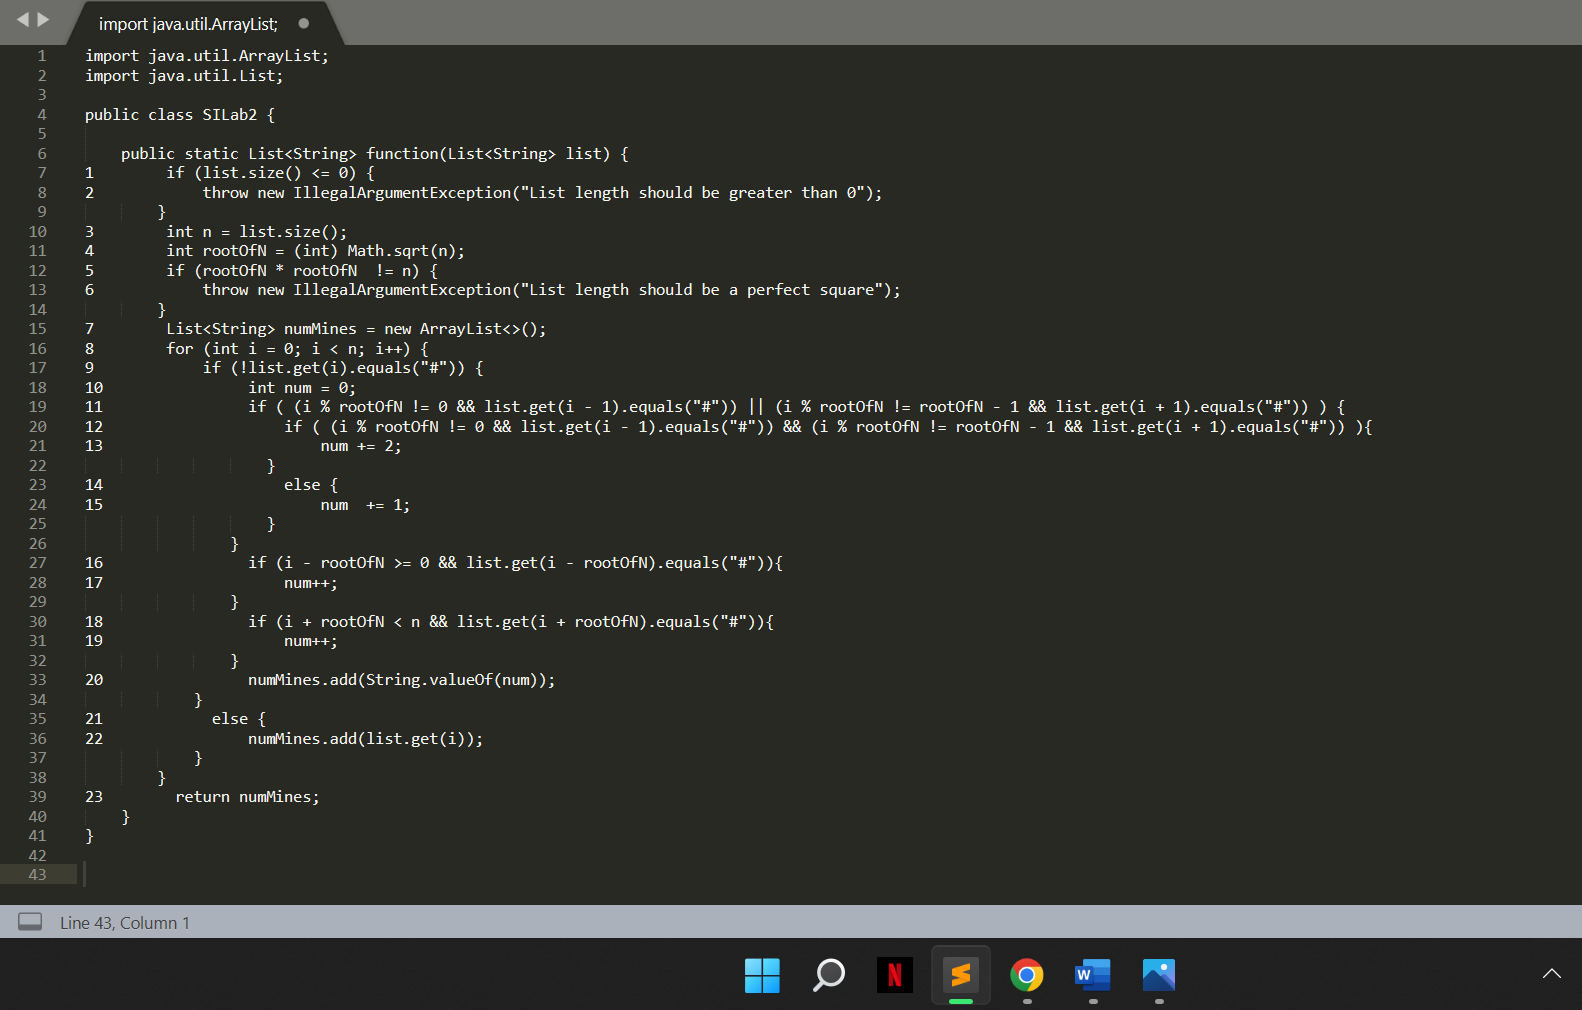 import java.util.ArrayList;
1 import java.util.ArrayList;
2 import java.util.List;
3
4 public class SILab2 {
5
6 public static List<String> function(List<String> list) {
7 1 if (list.size() <= 0) {
8 2 throw new IllegalArgumentException("List length should be greater than 0");
9 }
10 3 int n = list.size();
11 4 int rootOfN = (int) Math.sqrt(n);
12 5 if (rootOfN * rootOfN  != n) {
13 6 throw new IllegalArgumentException("List length should be a perfect square");
14 }
15 7 List<String> numMines = new ArrayList<>();
16 8 for (int i = 0; i < n; i++) {
17 9 if (!list.get(i).equals("#")) {
18 10 int num = 0;
19 11 if ( (i % rootOfN != 0 && list.get(i - 1).equals("#")) || (i % rootOfN != rootOfN - 1 && list.get(i + 1).equals("#")) ) {
20 12 if ( (i % rootOfN != 0 && list.get(i - 1).equals("#")) && (i % rootOfN != rootOfN - 1 && list.get(i + 1).equals("#")) ){
21 13 num += 2;
22 }
23 14 else {
24 15 num  += 1;
25 }
26 }
27 16 if (i - rootOfN >= 0 && list.get(i - rootOfN).equals("#")){
28 17 num++;
29 }
30 18 if (i + rootOfN < n && list.get(i + rootOfN).equals("#")){
31 19 num++;
32 }
33 20 numMines.add(String.valueOf(num));
34 }
35 21 else {
36 22 numMines.add(list.get(i));
37 }
38 }
39 23 return numMines;
40 }
41 }
42
43
Line 43, Column 1
N
W